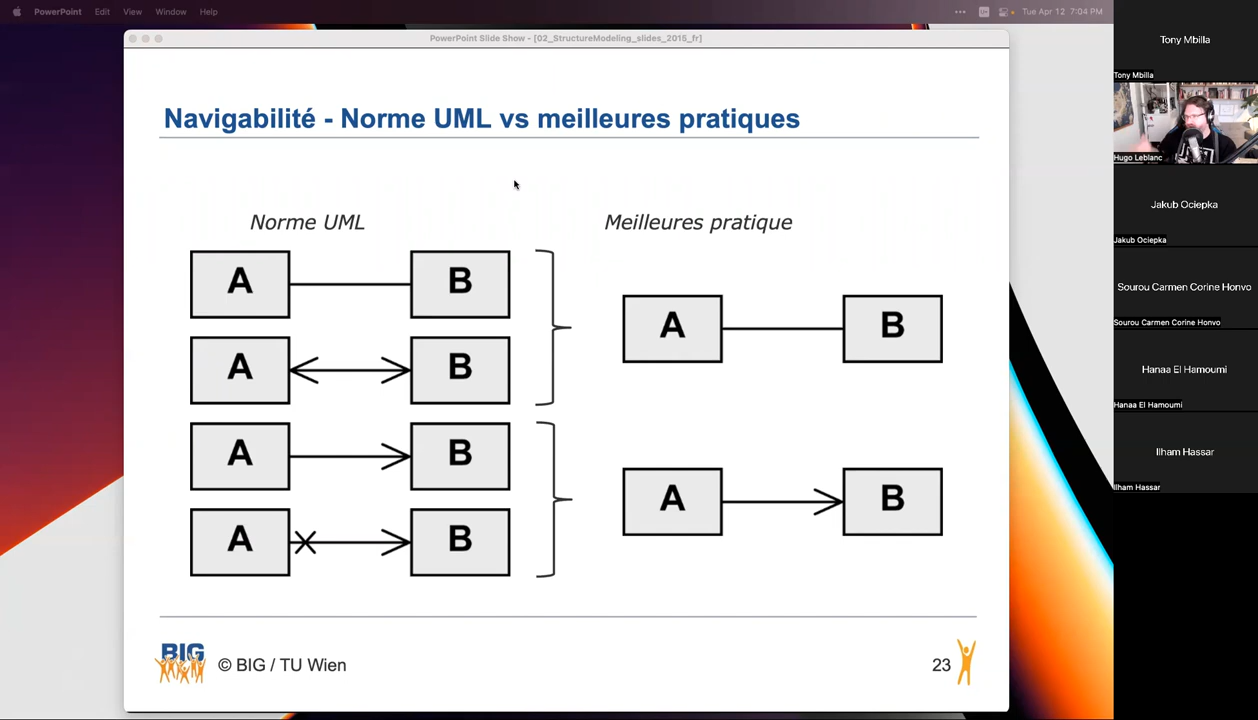 PowerPoint Edit View Window Help
Tue Apr 12 7:04 PM
PowerPoint Slide Show - [02_StructureModeling_slides_2015_fr]
Navigabilité - Norme UML vs meilleures pratiques
Norme UML
Meilleures pratique
A B
A B
A B
A B
A B
A B
BIG
© BIG / TU Wien
23
Tony Mbilla
Tony Mbilla
Hugo Leblanc
Jakub Ociepka
Jakub Ociepka
Sourou Carmen Corine Honvo
Sourou Carmen Corine Honvo
Hanaa El Hamoumi
Hanaa El Hamoumi
Ilham Hassar
Ilham Hassar